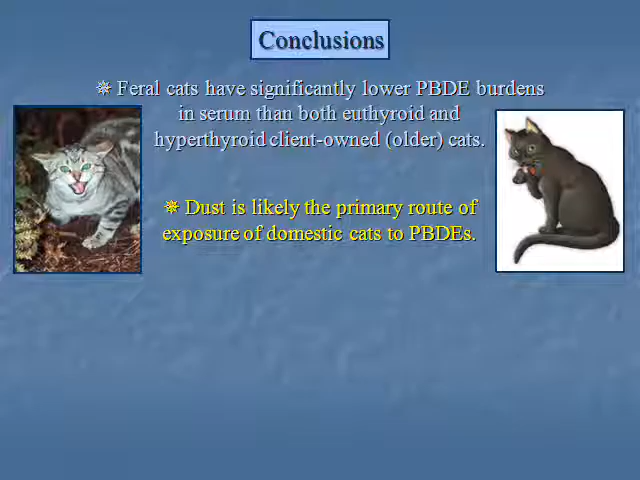 Conclusions
✵ Feral cats have significantly lower PBDE burdens
in serum than both euthyroid and
hyperthyroid client-owned (older) cats.
✵ Dust is likely the primary route of
exposure of domestic cats to PBDEs.